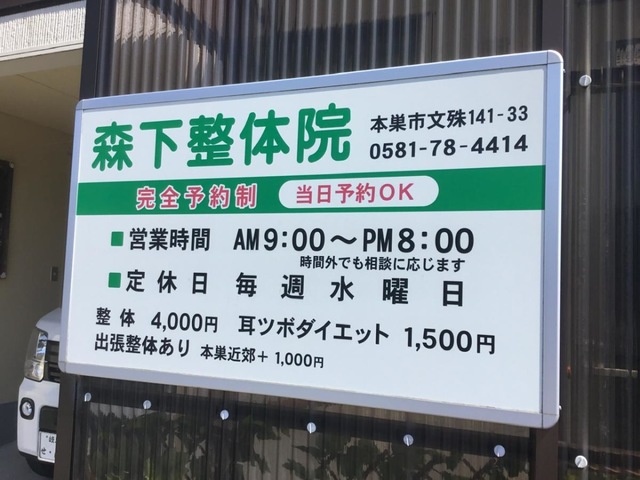 森下整体院
本巣市文殊141-33
0581-78-4414
完全予約制 当日予約OK
■営業時間 AM9:00～PM8:00
時間外でも相談に応じます
■定休日 毎週水曜日
整体 4,000円 耳ツボダイエット 1,500円
出張整体あり 本巣近郊＋1,000円